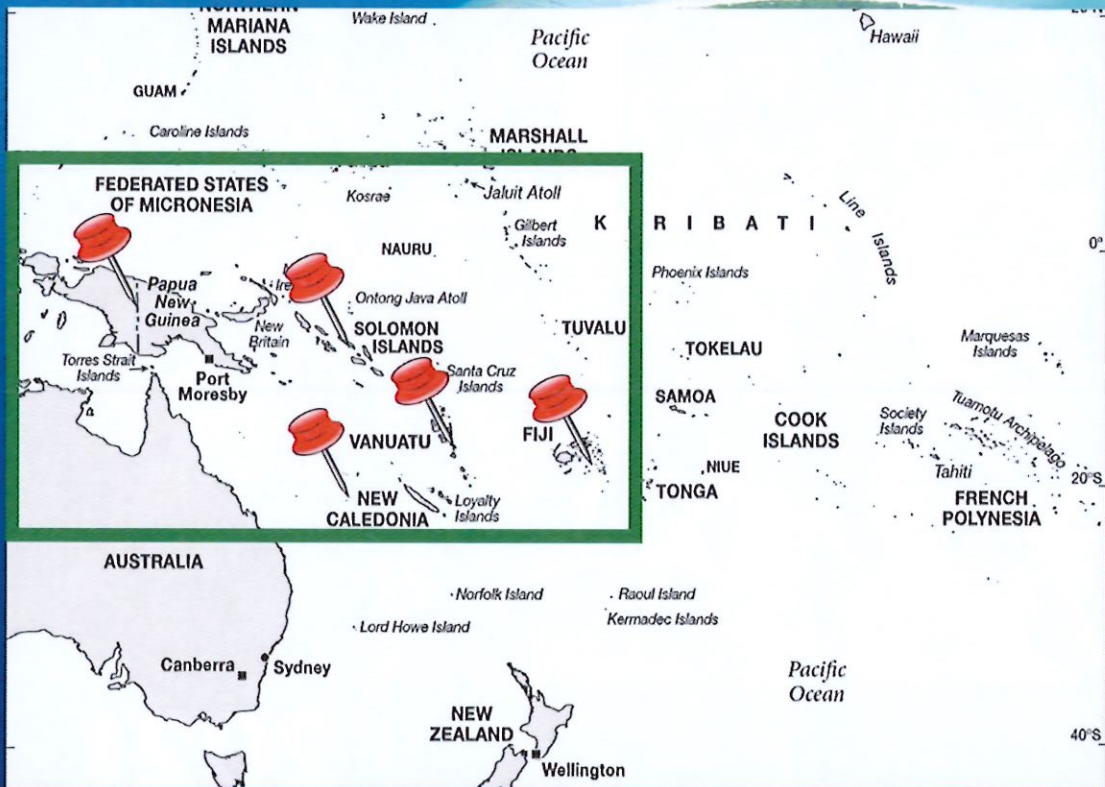 NORTHERN
MARIANA
ISLANDS
Wake Island
Pacific
Ocean
20°N
Hawaii
GUAM
Caroline Islands
MARSHALL
FEDERATED STATES
OF MICRONESIA
Kosrae
Jaluit Atoll
Gilbert
Islands
KIRIBATI
Line
Islands
0°
NAURU
Phoenix Islands
Papua
New
Guinea
Ontong Java Atoll
New
Britain
SOLOMON
ISLANDS
TUVALU
TOKELAU
Marquesas
Islands
Torres Strait
Islands
Port
Moresby
Santa Cruz
Islands
SAMOA
COOK
ISLANDS
Society
Islands
Tuamotu Archipelago
VANUATU
FIJI
NIUE
Tahiti
TONGA
20°S
NEW
CALEDONIA
Loyalty
Islands
FRENCH
POLYNESIA
AUSTRALIA
Norfolk Island
Raoul Island
Kermadec Islands
Lord Howe Island
Canberra
Sydney
Pacific
Ocean
NEW
ZEALAND
40°S
Wellington